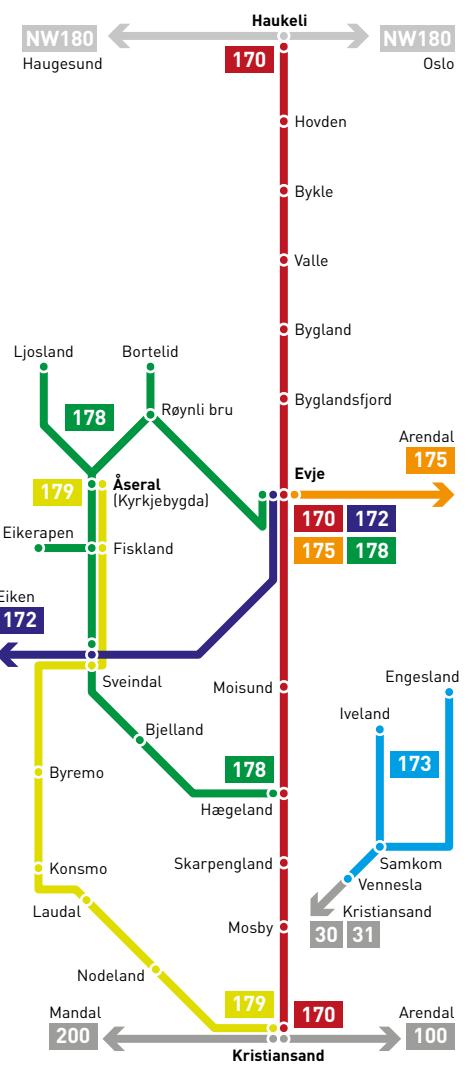 Haukeli
NW180
NW180
Haugesund
Oslo
170
Hovden
Bykle
Valle
Bygland
Ljosland
Bortelid
Byglandsfjord
178
Røynli bru
Arendal
175
Evje
179
Åseral
(Kyrkjebygda)
170 172
175 178
Eikerapen
Fiskland
Eiken
172
Sveindal
Moisund
Engesland
Iveland
Bjelland
173
178
Byremo
Hægeland
Skarpengland
Samkom
Konsmo
Vennesla
Laudal
Kristiansand
30 31
Mosby
Nodeland
179
170
Mandal
200
Arendal
100
Kristiansand